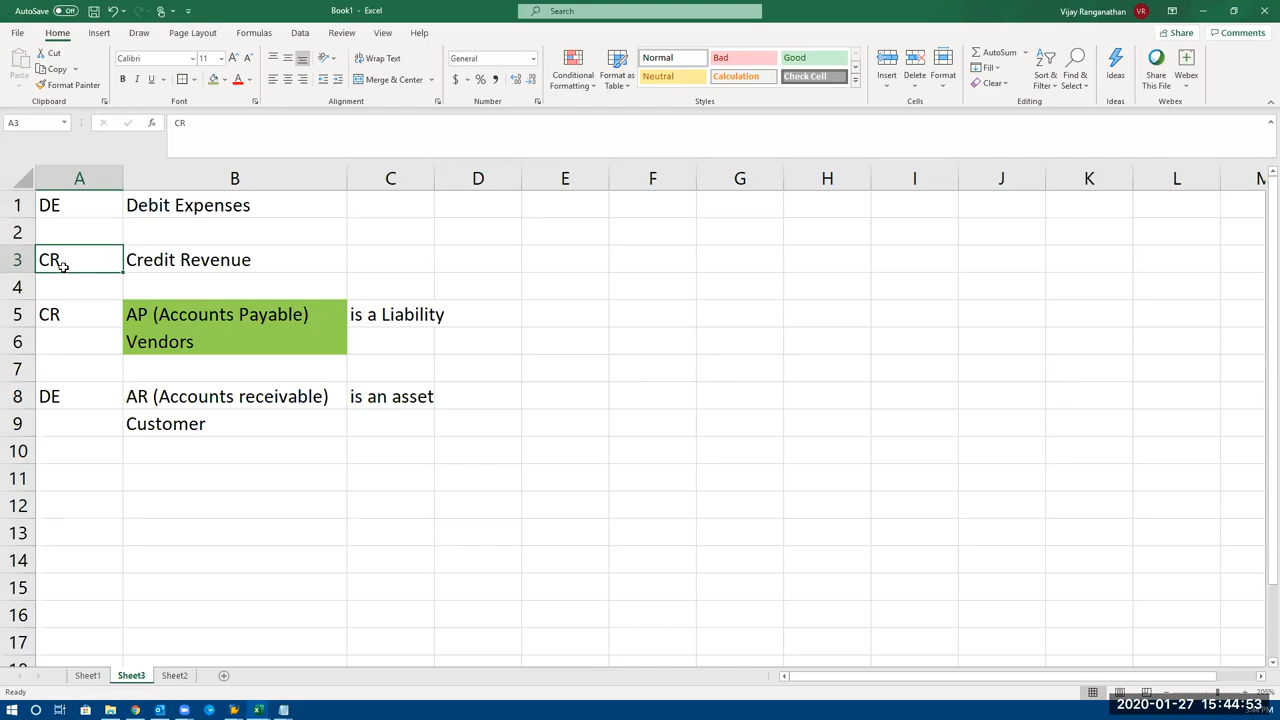 AutoSave Off Book1 - Excel Search Vijay Ranganathan VR
File Home Insert Draw Page Layout Formulas Data Review View Help Share Comments
Paste Cut Copy Format Painter Clipboard
Calibri 11 B I U A Font
Wrap Text Merge & Center Alignment
General $ % Number
Conditional Formatting Format as Table Normal Bad Good Neutral Calculation Check Cell Styles
Insert Delete Format Cells
AutoSum Fill Clear Sort & Filter Find & Select Editing
Ideas Ideas
Share This File Webex Webex
A3 fx CR
A B C D E F G H I J K L M
1 DE Debit Expenses
2
3 CR Credit Revenue
4
5 CR AP (Accounts Payable) is a Liability
6 Vendors
7
8 DE AR (Accounts receivable) is an asset
9 Customer
10
11
12
13
14
15
16
17
Sheet1 Sheet3 Sheet2
Ready 205%
2020-01-27 15:44:53